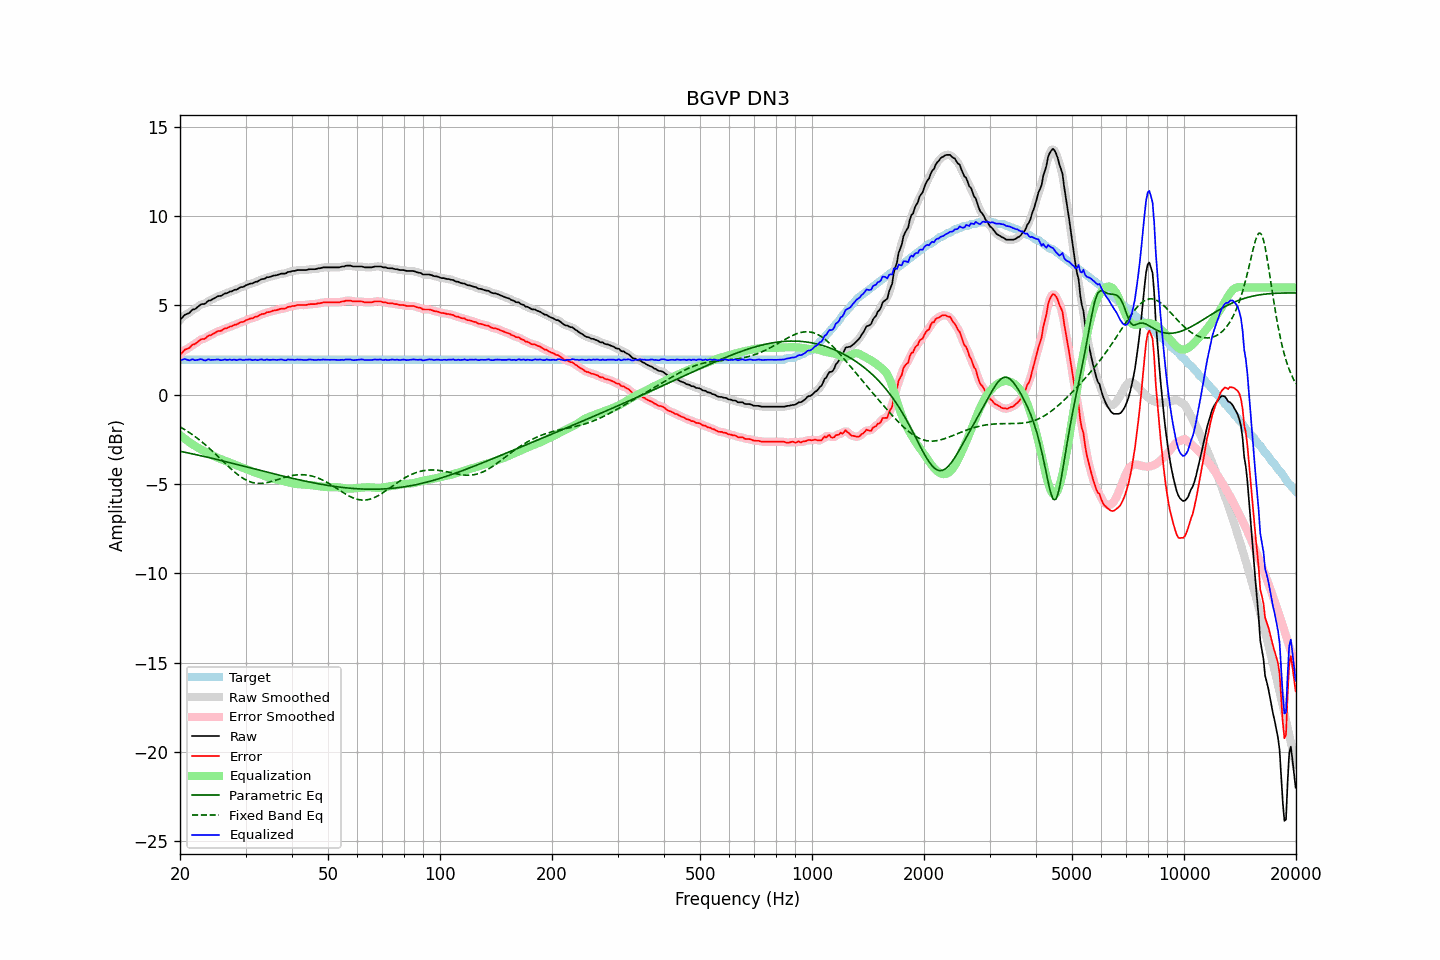 BGVP DN3
Amplitude (dBr)
15
10
5
0
−5
−10
−15
−20
−25
Target
Raw Smoothed
Error Smoothed
Raw
Error
Equalization
Parametric Eq
Fixed Band Eq
Equalized
20 50 100 200 500 1000 2000 5000 10000 20000
Frequency (Hz)